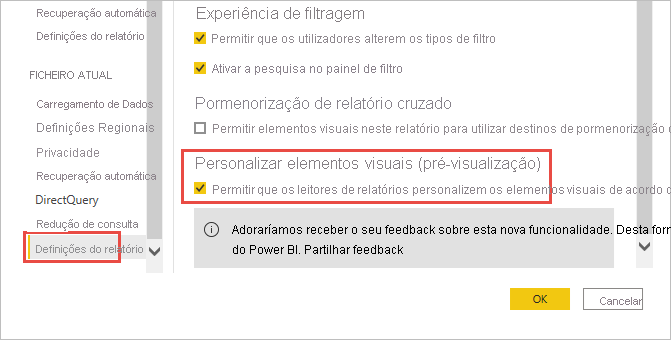 Recuperação automática
Definições do relatório
FICHEIRO ATUAL
Carregamento de Dados
Definições Regionais
Privacidade
Recuperação automática
DirectQuery
Redução de consulta
Definições do relatório
Experiência de filtragem
Permitir que os utilizadores alterem os tipos de filtro
Ativar a pesquisa no painel de filtro
Pormenorização de relatório cruzado
Permitir elementos visuais neste relatório para utilizar destinos de pormenorização
Personalizar elementos visuais (pré-visualização)
Permitir que os leitores de relatórios personalizem os elementos visuais de acordo
Adoraríamos receber o seu feedback sobre esta nova funcionalidade. Desta
do Power BI. Partilhar feedback
OK
Cancelar